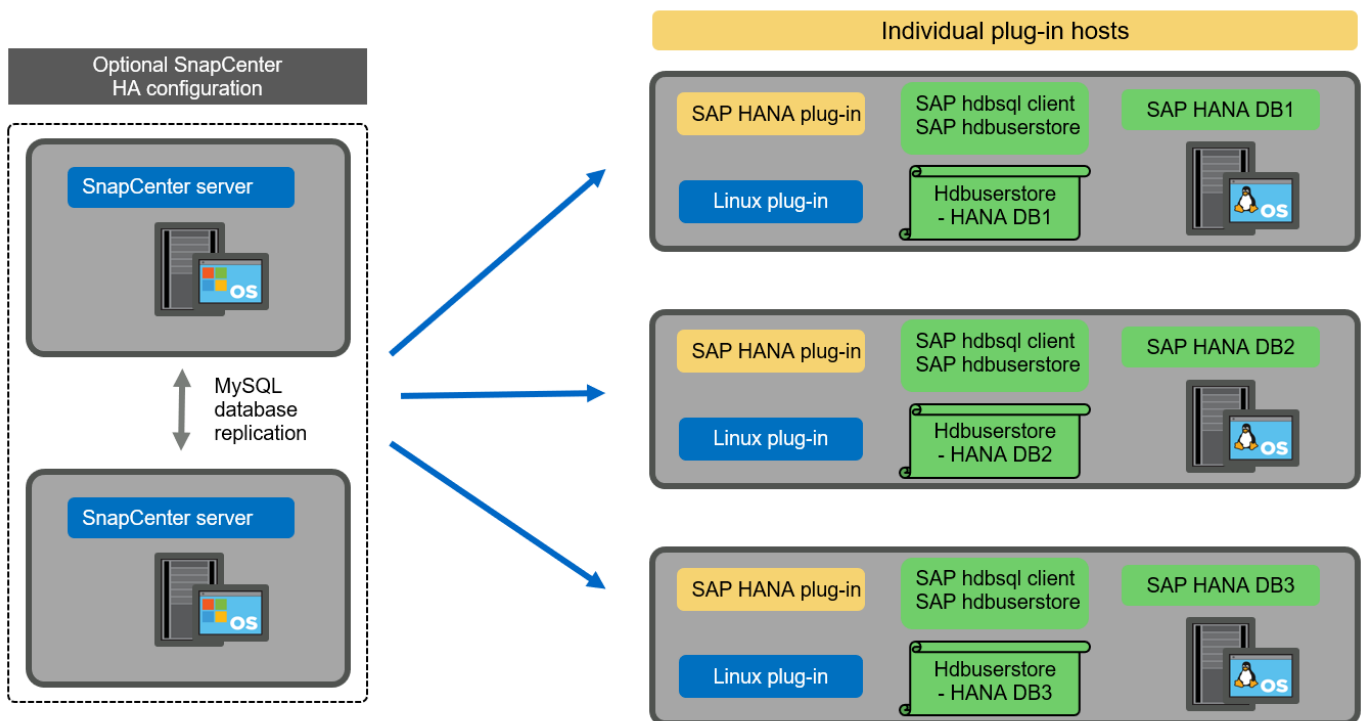 Optional SnapCenter
HA configuration
SnapCenter server
OS
MySQL
database
replication
SnapCenter server
OS
Individual plug-in hosts
SAP HANA plug-in
SAP hdbsql client
SAP hdbuserstore
SAP HANA DB1
Linux plug-in
Hdbuserstore
- HANA DB1
OS
SAP HANA plug-in
SAP hdbsql client
SAP hdbuserstore
SAP HANA DB2
Linux plug-in
Hdbuserstore
- HANA DB2
OS
SAP HANA plug-in
SAP hdbsql client
SAP hdbuserstore
SAP HANA DB3
Linux plug-in
Hdbuserstore
- HANA DB3
OS